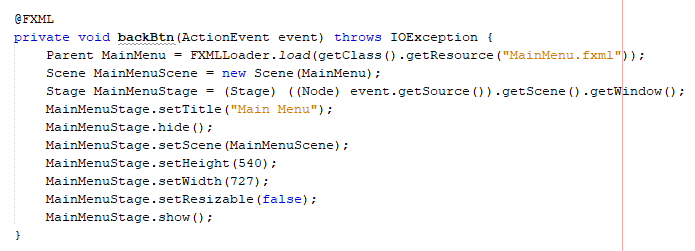 @FXML
private void backBtn(ActionEvent event) throws IOException {
    Parent MainMenu = FXMLLoader.load(getClass().getResource("MainMenu.fxml"));
    Scene MainMenuScene = new Scene(MainMenu);
    Stage MainMenuStage = (Stage) ((Node) event.getSource()).getScene().getWindow();
    MainMenuStage.setTitle("Main Menu");
    MainMenuStage.hide();
    MainMenuStage.setScene(MainMenuScene);
    MainMenuStage.setHeight(540);
    MainMenuStage.setWidth(727);
    MainMenuStage.setResizable(false);
    MainMenuStage.show();
}